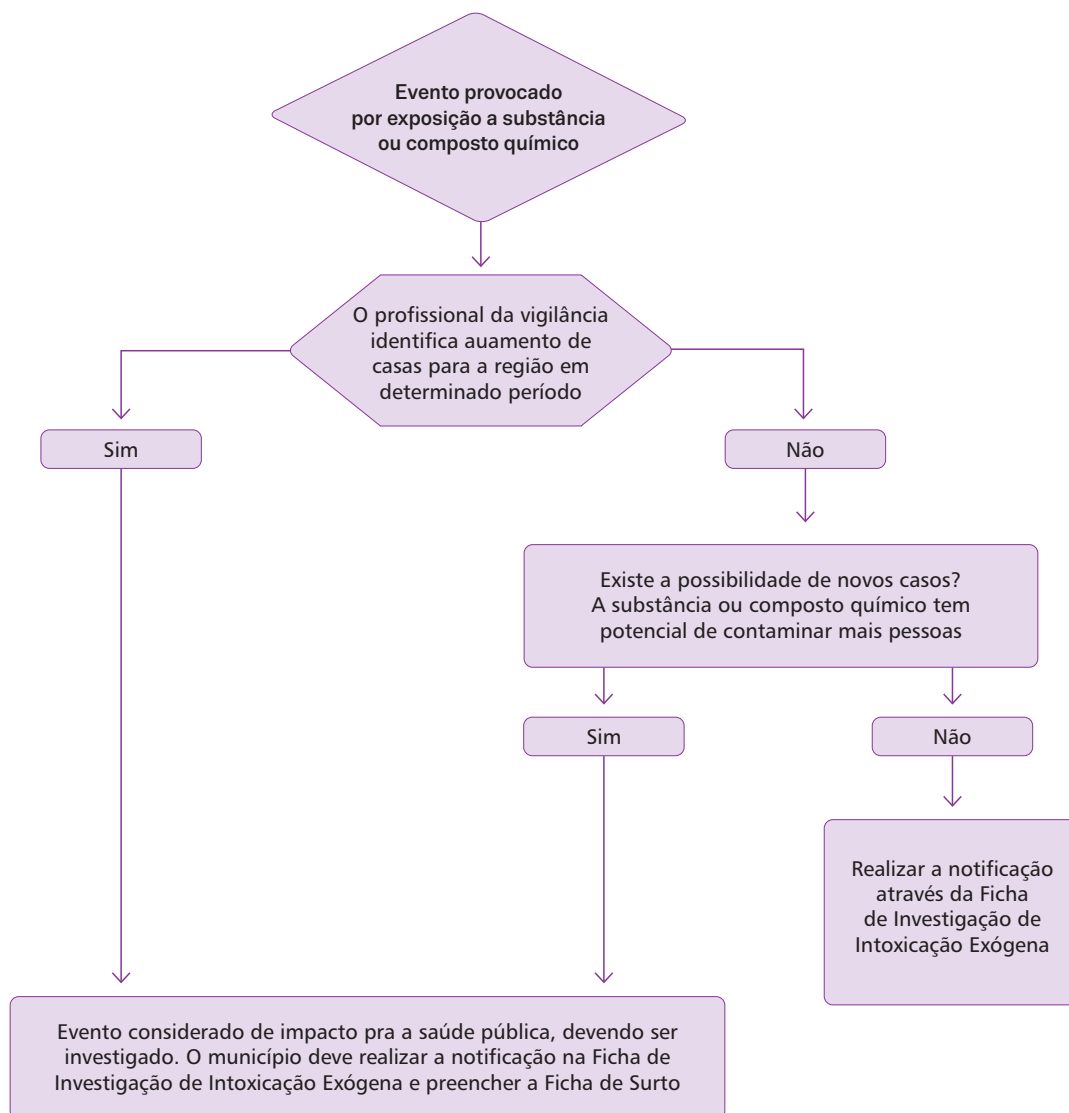 Evento provocado
por exposição a substância
ou composto químico
O profissional da vigilância
identifica auamento de
casas para a região em
determinado período
Sim
Não
Existe a possibilidade de novos casos?
A substância ou composto químico tem
potencial de contaminar mais pessoas
Sim
Não
Realizar a notificação
através da Ficha
de Investigação de
Intoxicação Exógena
Evento considerado de impacto pra a saúde pública, devendo ser
investigado. O município deve realizar a notificação na Ficha de
Investigação de Intoxicação Exógena e preencher a Ficha de Surto